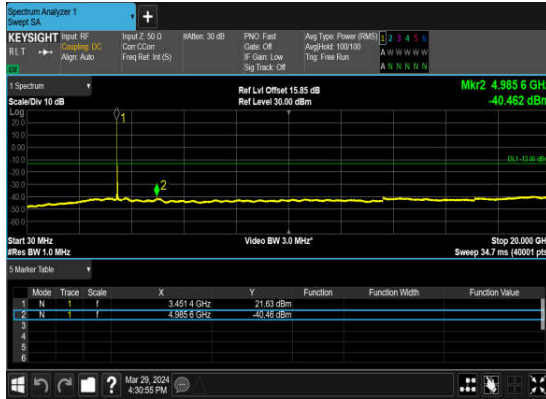 Spectrum Analyzer 1
Swept SA
+
KEYSIGHT Input: RF Input Z: 50 Ω #Atten: 30 dB PNO: Fast Avg Type: Power (RMS) 1 2 3 4 5 6
RLT Coupling: DC Corr CCorr Gate: Off Avg|Hold: 100/100 A W W W W W
Align: Auto Freq Ref: Int (S) IF Gain: Low Trig: Free Run
LV Sig Track: Off A N N N N N
1 Spectrum
Ref Lvl Offset 15.85 dB Mkr2 4.985 6 GHz
Scale/Div 10 dB Ref Level 30.00 dBm -40.462 dBm
Log
20.0
10.0
0.00
-10.0
DL1 -13.00 dB
-20.0
-30.0
-40.0
-50.0
-60.0
1
2
Start 30 MHz Video BW 3.0 MHz* Stop 20.000 GHz
#Res BW 1.0 MHz Sweep 34.7 ms (40001 pts
5 Marker Table
Mode Trace Scale X Y Function Function Width Function Value
1 N 1 f 3.451 4 GHz 21.63 dBm
2 N 1 f 4.985 6 GHz -40.46 dBm
3
4
5
6
? Mar 29, 2024
4:30:55 PM